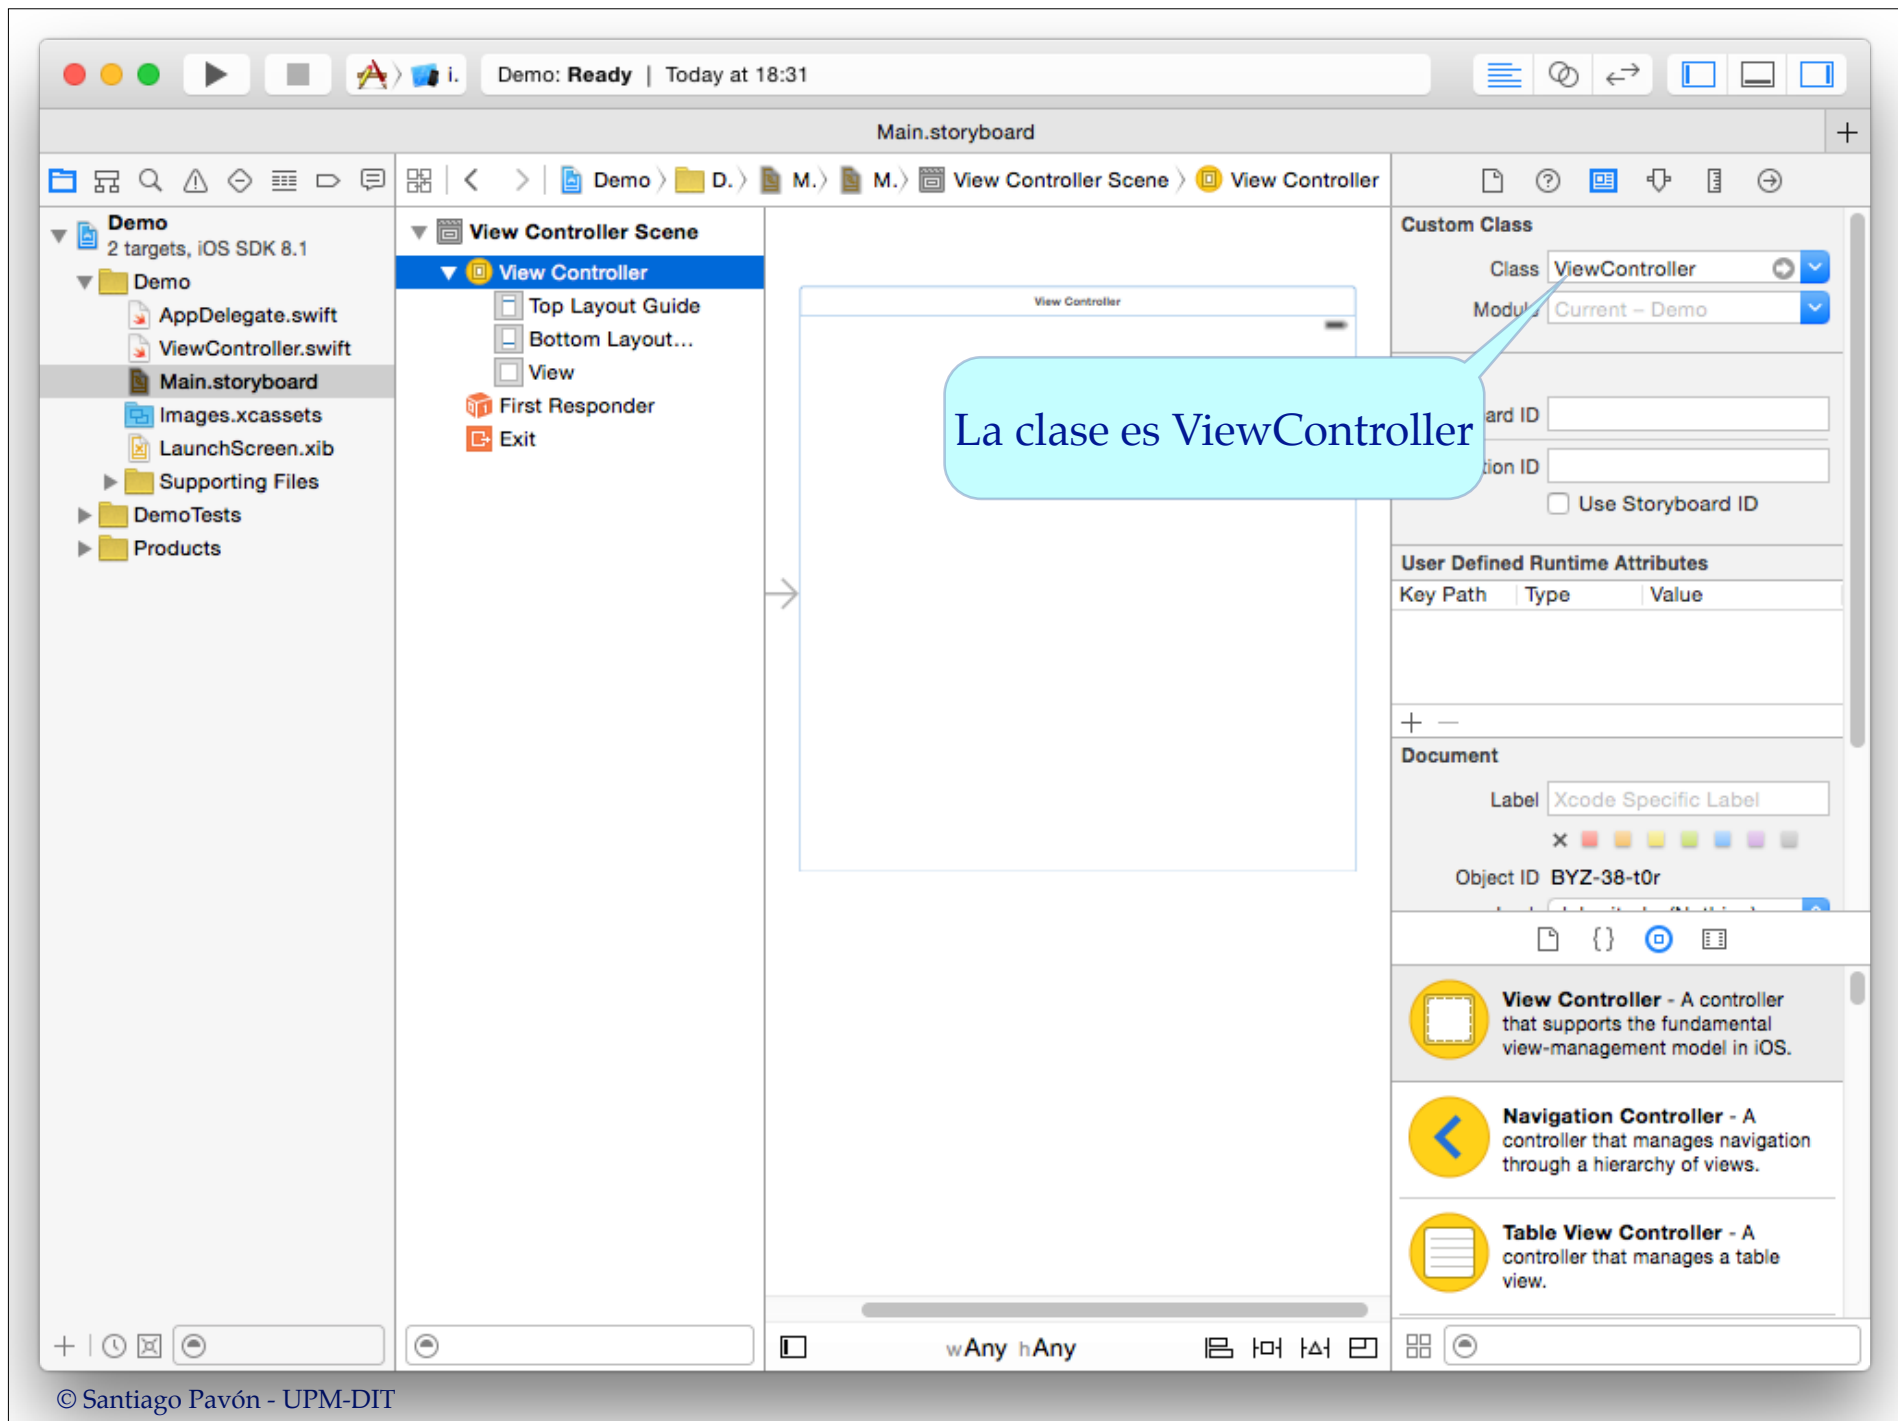 i.
Demo: Ready | Today at 18:31
Main.storyboard
Demo
D.
M.
M.
View Controller Scene
View Controller
Demo
2 targets, iOS SDK 8.1
Demo
AppDelegate.swift
ViewController.swift
Main.storyboard
Images.xcassets
LaunchScreen.xib
Supporting Files
DemoTests
Products
View Controller Scene
View Controller
Top Layout Guide
Bottom Layout...
View
First Responder
Exit
View Controller
La clase es ViewController
wAny hAny
Custom Class
Class ViewController
Module Current – Demo
ard ID
tion ID
Use Storyboard ID
User Defined Runtime Attributes
Key Path Type Value
Document
Label Xcode Specific Label
Object ID BYZ-38-t0r
View Controller - A controller
that supports the fundamental
view-management model in iOS.
Navigation Controller - A
controller that manages navigation
through a hierarchy of views.
Table View Controller - A
controller that manages a table
view.
© Santiago Pavón - UPM-DIT